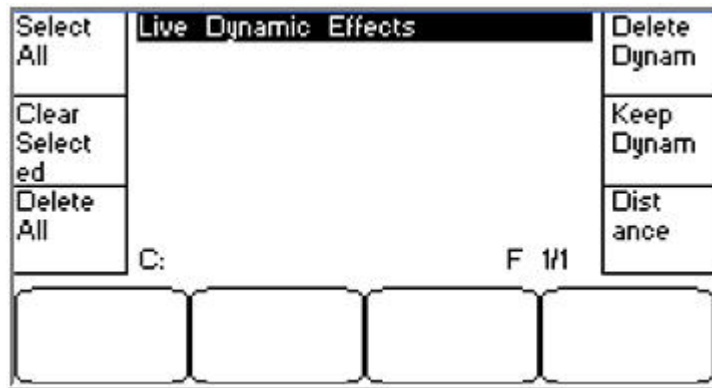 Select
All
Clear
Select
ed
Delete
All
Live Dynamic Effects
C:
F 1/1
Delete
Dynam
Keep
Dynam
Dist
ance